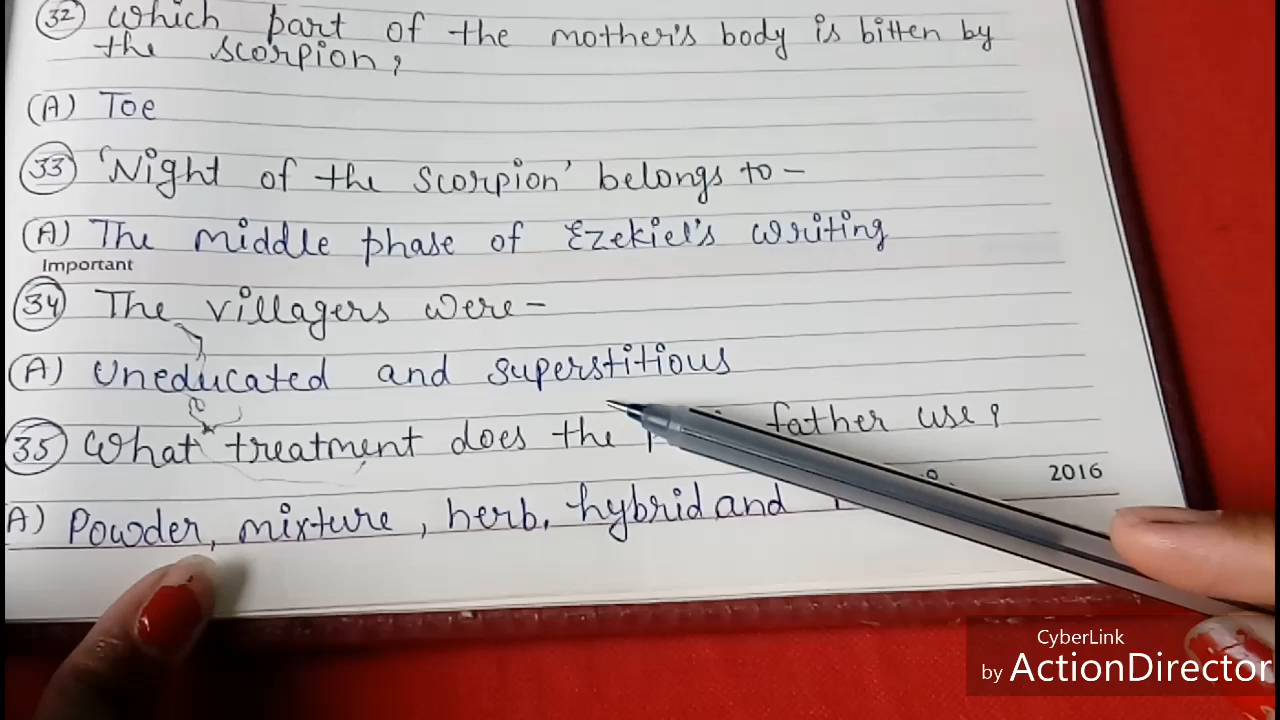 32 Which part of the mother's body is bitten by
the scorpion?
(A) Toe
33 'Night of the Scorpion' belongs to -
(A) The middle phase of Ezekiel's writing
Important
34 The villagers were -
(A) Uneducated and superstitious
35 What treatment does the father use?
2016
A) Powder, mixture, herb, hybrid and
CyberLink
by ActionDirector